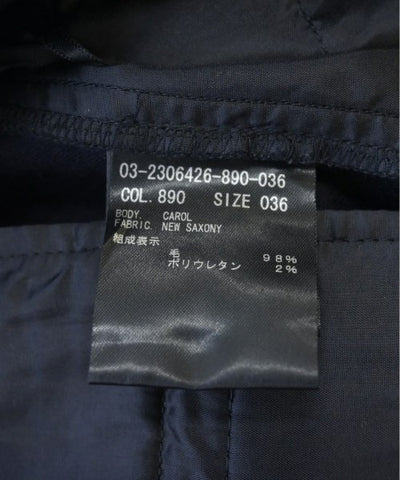 03-2306426-890-036
COL. 890 SIZE 036
BODY. CAROL
FABRIC. NEW SAXONY
組成表示
毛 98%
ポリウレタン 2%